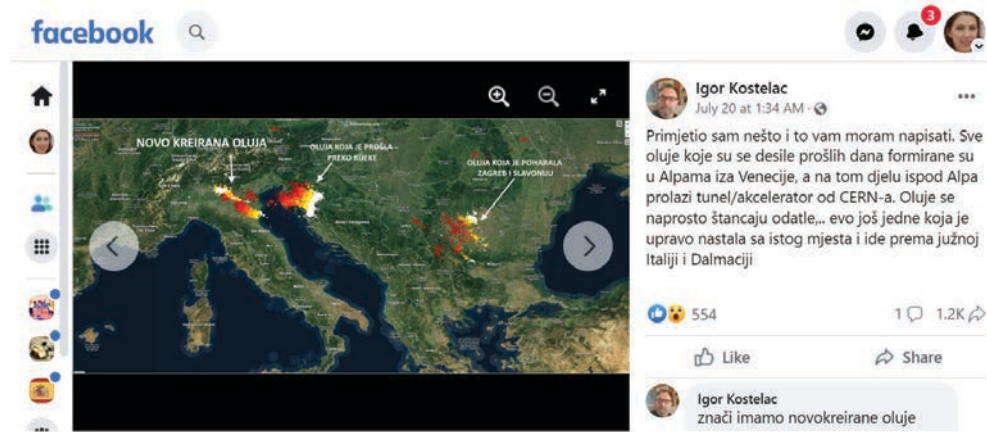 facebook
3
NOVO KREIRANA OLUJA
OLUJA KOJA JE PROŠLA
PREKO RIJEKE
OLUJA KOJA JE POHARALA
ZAGREB I SLAVONIJU
Igor Kostelac
July 20 at 1:34 AM ·
Primjetio sam nešto i to vam moram napisati. Sve
oluje koje su se desile prošlih dana formirane su
u Alpama iza Venecije, a na tom djelu ispod Alpa
prolazi tunel/akcelerator od CERN-a. Oluje se
naprosto štancaju odatle,.. evo još jedne koja je
upravo nastala sa istog mjesta i ide prema južnoj
Italiji i Dalmaciji
554
1 1.2K
Like Share
Igor Kostelac
znači imamo novokreirane oluje